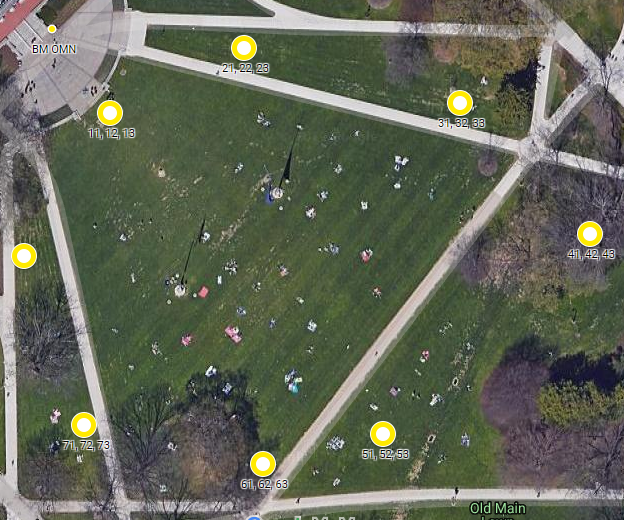 BM OMN
21, 22, 23
11, 12, 13
31, 32, 33
41, 42, 43
71, 72, 73
51, 52, 53
61, 62, 63
Old Main